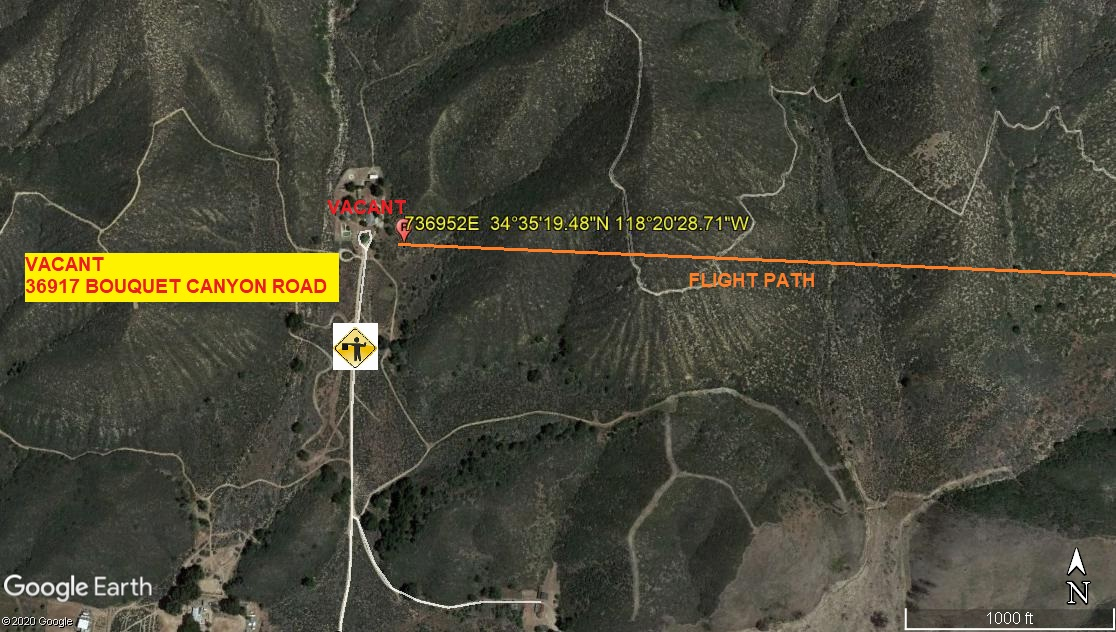 VACANT
736952E 34°35'19.48"N 118°20'28.71"W
VACANT
36917 BOUQUET CANYON ROAD
FLIGHT PATH
Google Earth
©2020 Google
N
1000 ft